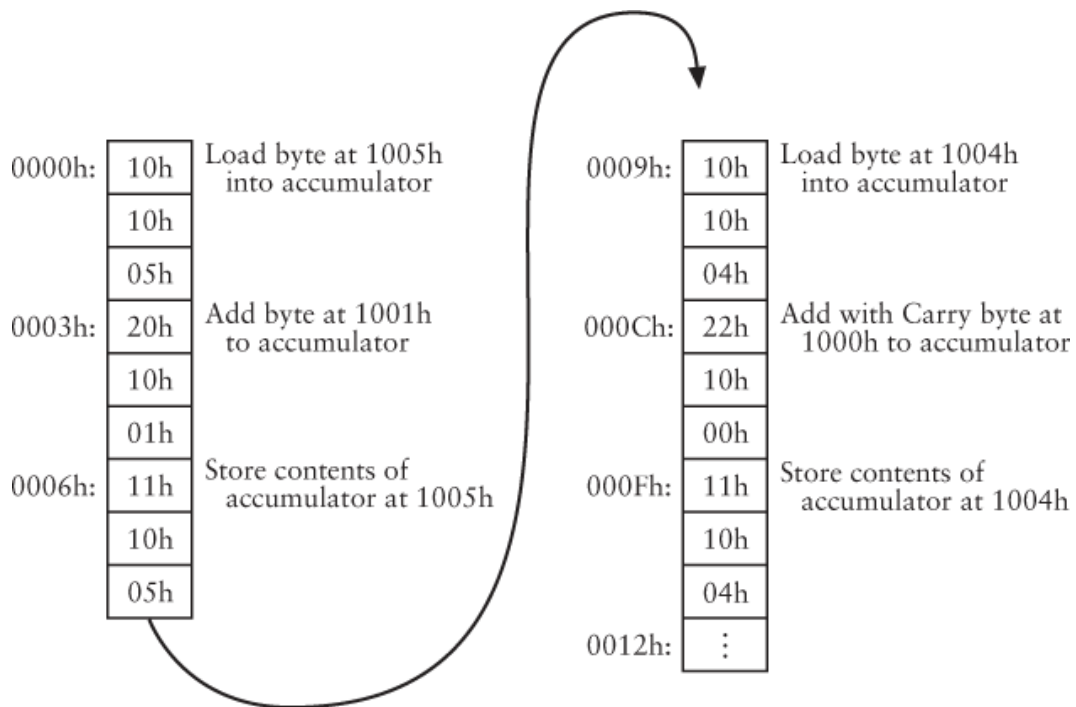 0000h: 10h Load byte at 1005h
into accumulator
10h
05h
0003h: 20h Add byte at 1001h
to accumulator
10h
01h
0006h: 11h Store contents of
accumulator at 1005h
10h
05h
0009h: 10h Load byte at 1004h
into accumulator
10h
04h
000Ch: 22h Add with Carry byte at
1000h to accumulator
10h
00h
000Fh: 11h Store contents of
accumulator at 1004h
10h
04h
0012h: ⋮